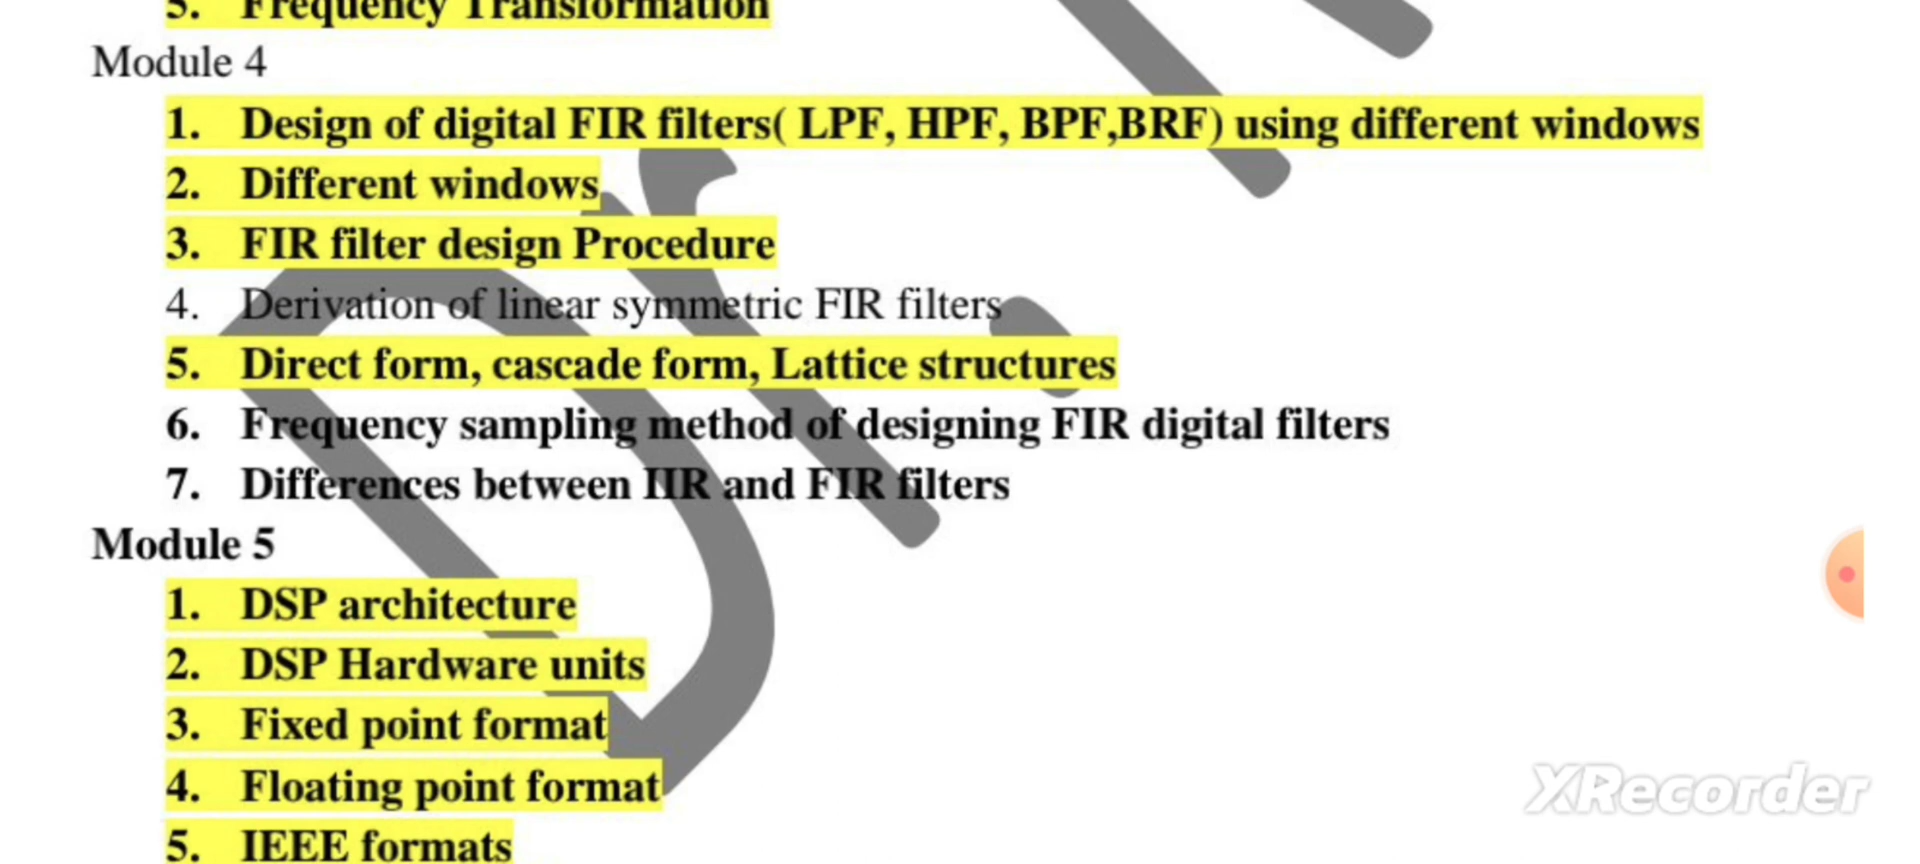 5. Frequency Transformation
Module 4
1. Design of digital FIR filters( LPF, HPF, BPF,BRF) using different windows
2. Different windows
3. FIR filter design Procedure
4. Derivation of linear symmetric FIR filters
5. Direct form, cascade form, Lattice structures
6. Frequency sampling method of designing FIR digital filters
7. Differences between IIR and FIR filters
Module 5
1. DSP architecture
2. DSP Hardware units
3. Fixed point format
4. Floating point format
XRecorder
5. IEEE formats